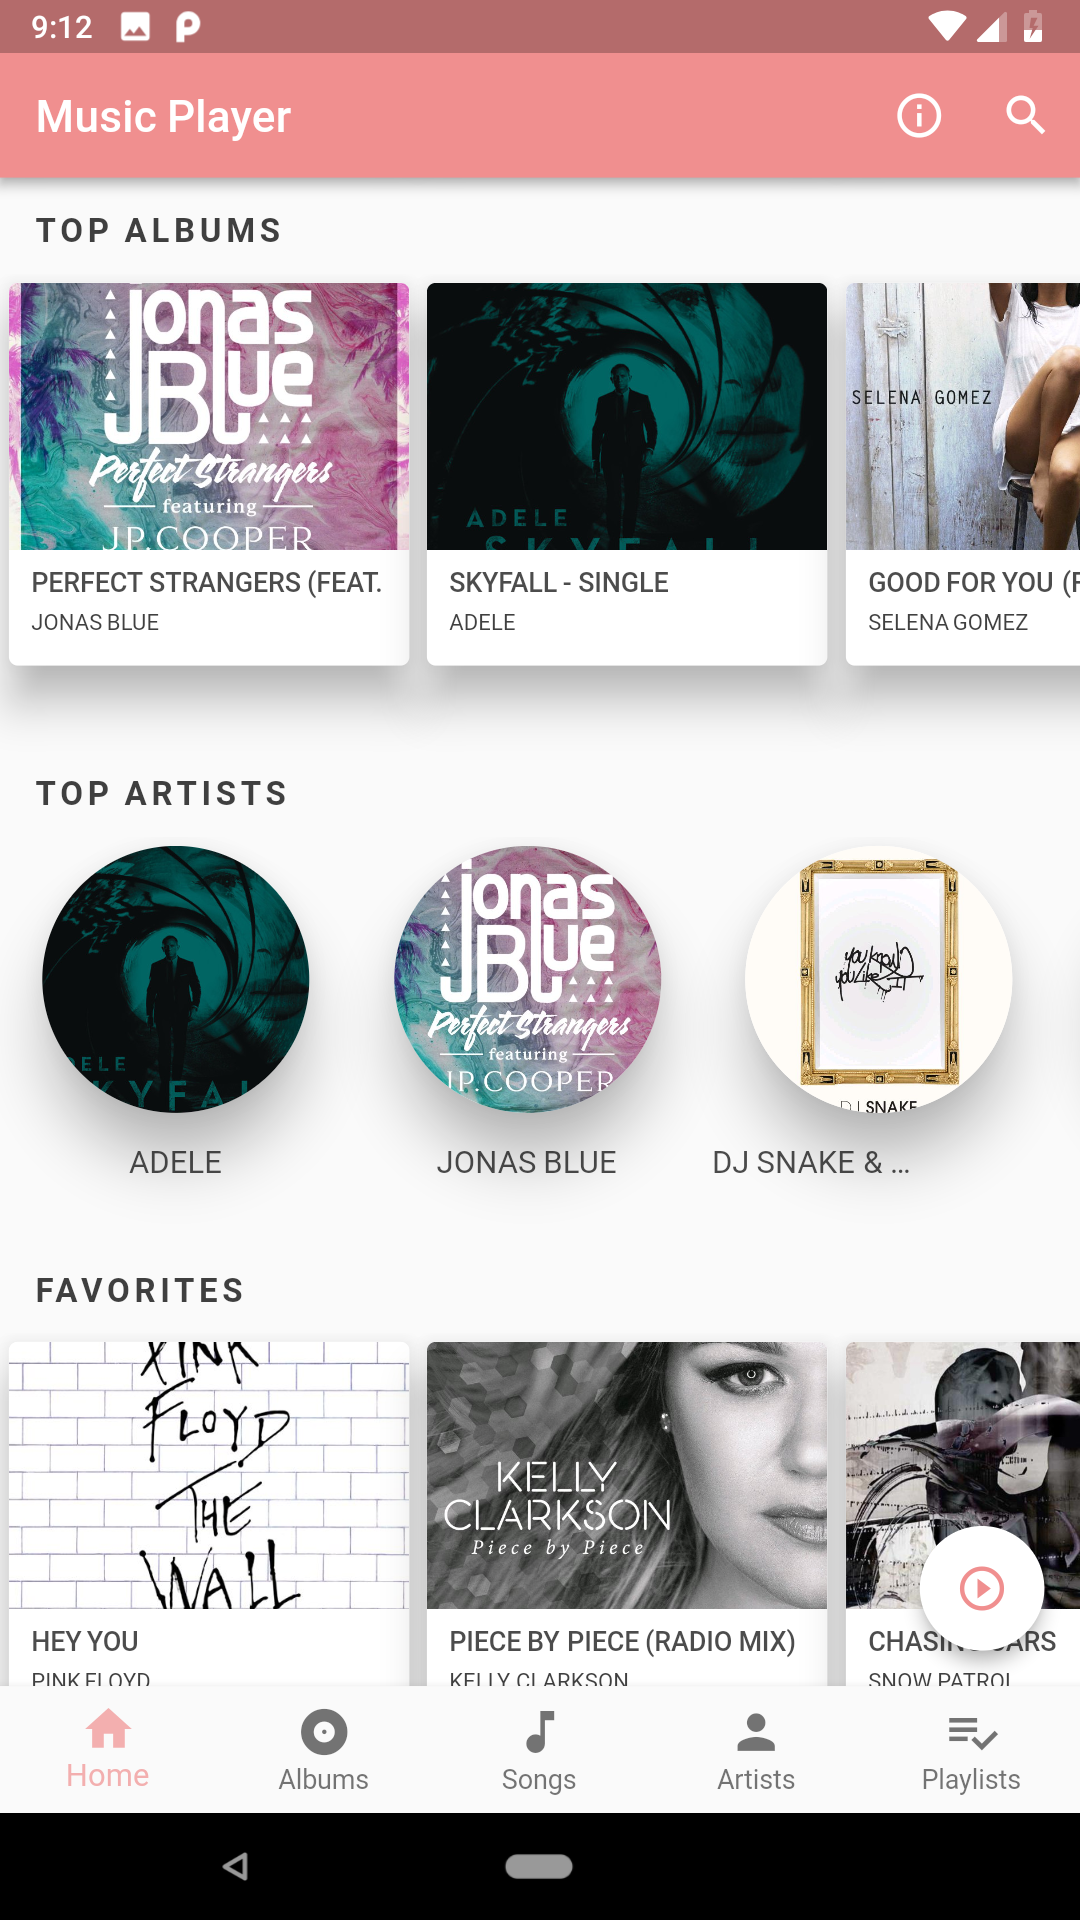 9:12
Music Player
TOP ALBUMS
Jonas
Blue
Perfect Strangers
featuring
JP.COOPER
ADELE
SKYFALL
SELENA GOMEZ
PERFECT STRANGERS (FEAT.
JONAS BLUE
SKYFALL - SINGLE
ADELE
GOOD FOR YOU (F
SELENA GOMEZ
TOP ARTISTS
DELE
KYFAL
Jonas
Blue
Perfect Strangers
featuring
JP.COOPER
you know
you like it
DJ SNAKE
ADELE
JONAS BLUE
DJ SNAKE & ...
FAVORITES
PINK
FLOYD
THE
WALL
KELLY
CLARKSON
Piece by Piece
HEY YOU
PINK FLOYD
PIECE BY PIECE (RADIO MIX)
KELLY CLARKSON
CHASING CARS
SNOW PATROL
Home
Albums
Songs
Artists
Playlists